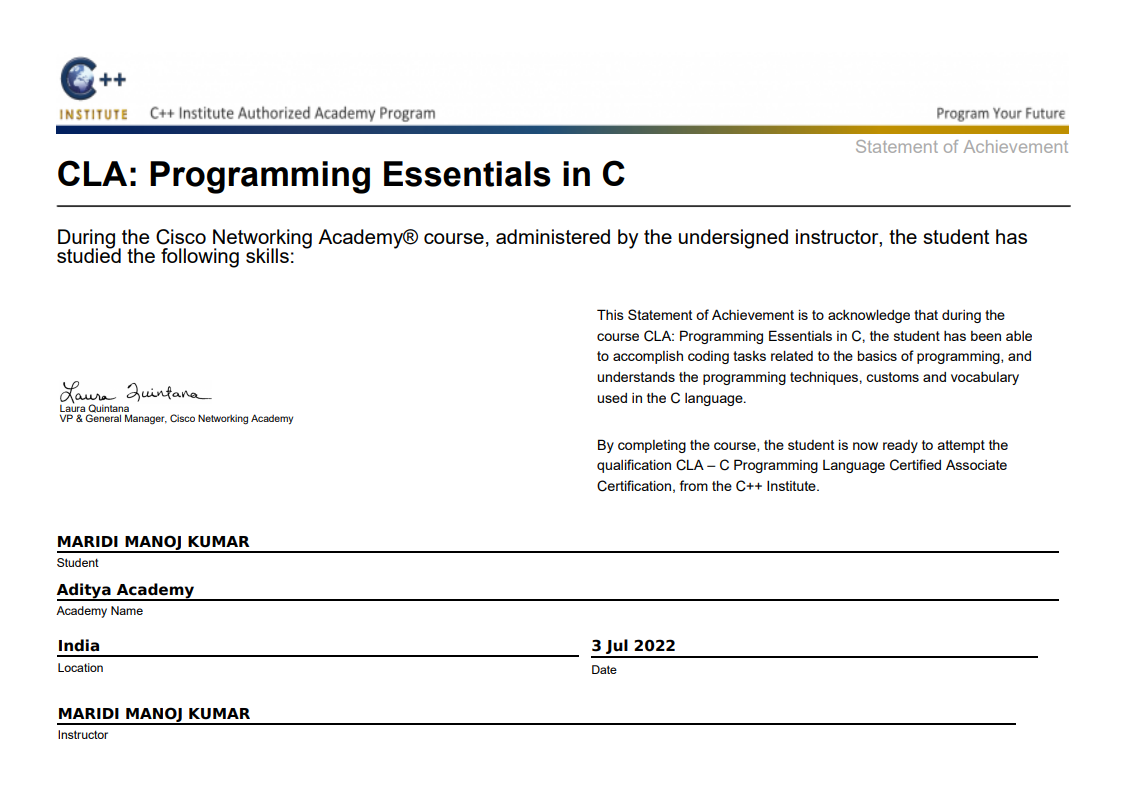 C++
INSTITUTE
C++ Institute Authorized Academy Program
Program Your Future
Statement of Achievement
CLA: Programming Essentials in C
During the Cisco Networking Academy® course, administered by the undersigned instructor, the student has
studied the following skills:
This Statement of Achievement is to acknowledge that during the
course CLA: Programming Essentials in C, the student has been able
to accomplish coding tasks related to the basics of programming, and
understands the programming techniques, customs and vocabulary
used in the C language.
Laura Quintana
Laura Quintana
VP & General Manager, Cisco Networking Academy
By completing the course, the student is now ready to attempt the
qualification CLA – C Programming Language Certified Associate
Certification, from the C++ Institute.
MARIDI MANOJ KUMAR
Student
Aditya Academy
Academy Name
India
Location
3 Jul 2022
Date
MARIDI MANOJ KUMAR
Instructor